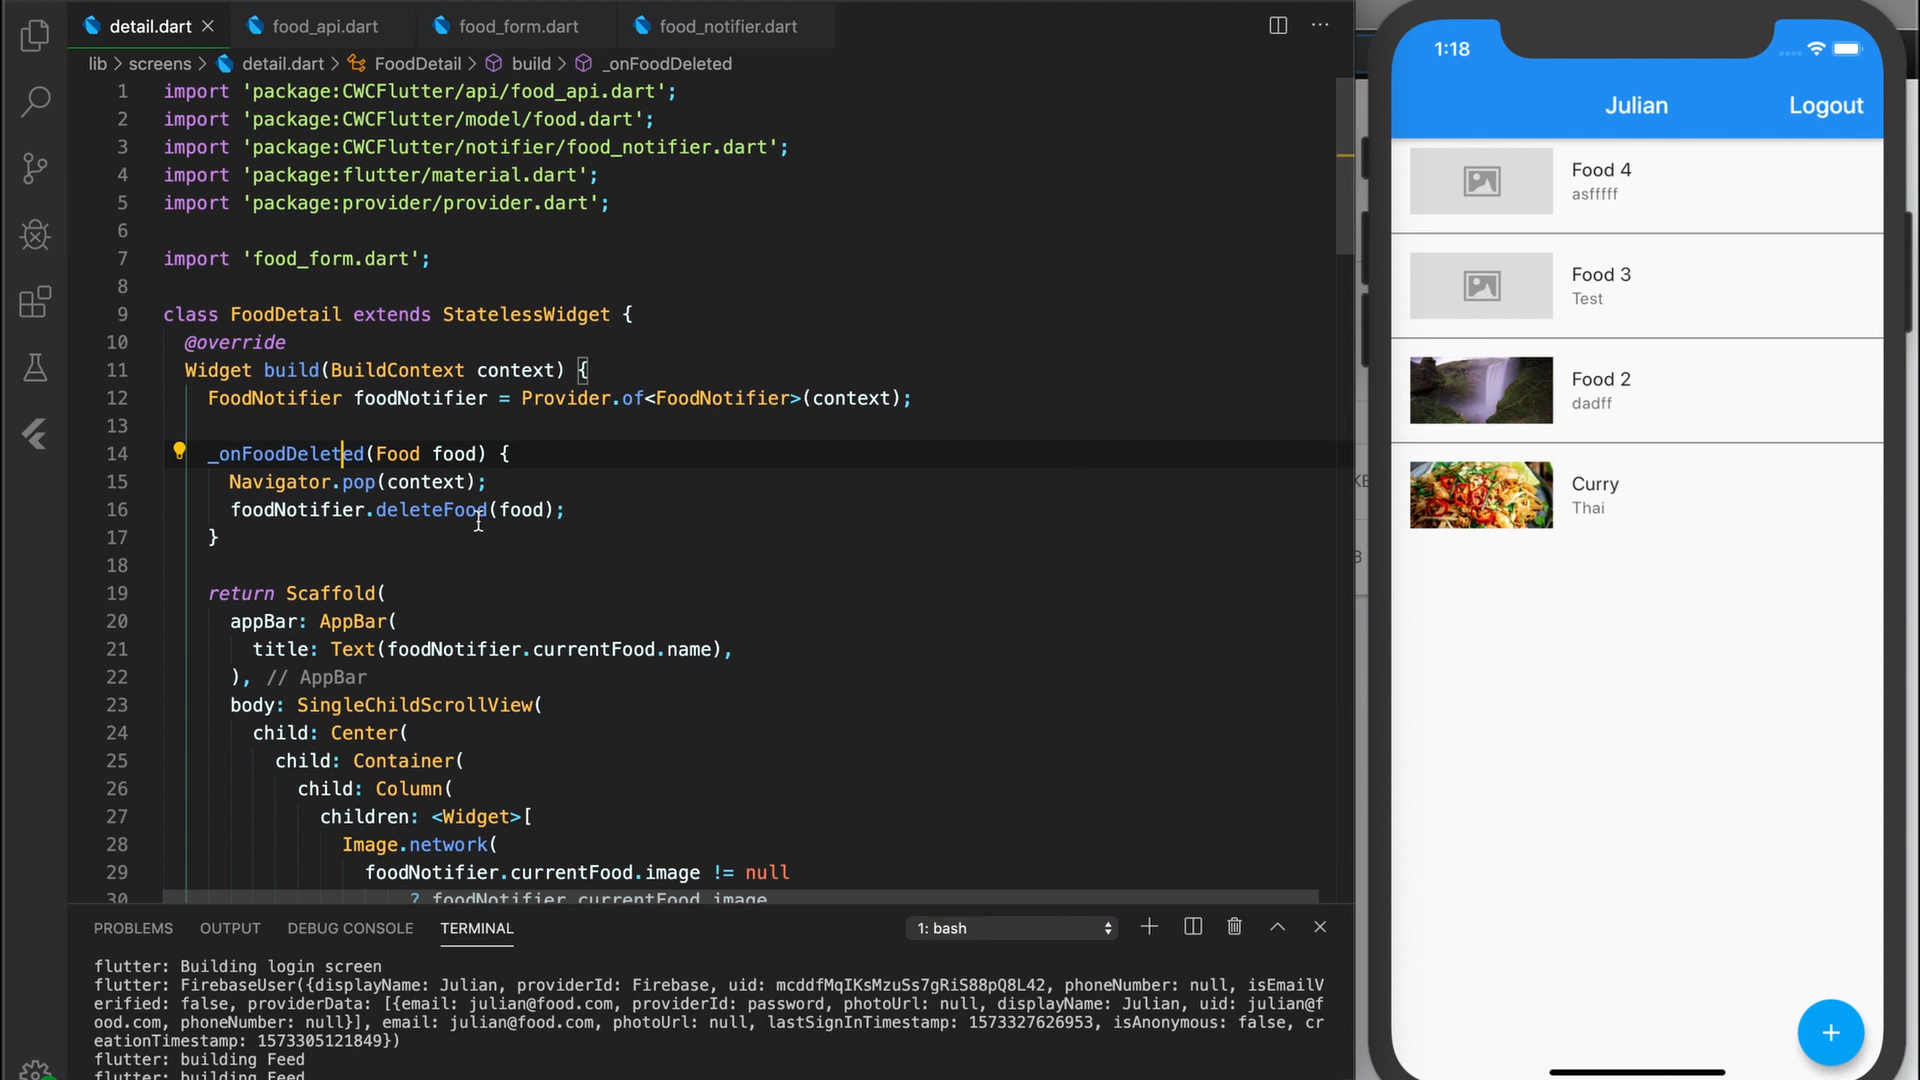 detail.dart
food_api.dart
food_form.dart
food_notifier.dart
lib > screens > detail.dart > FoodDetail > build > _onFoodDeleted
1 import 'package:CWCFlutter/api/food_api.dart';
2 import 'package:CWCFlutter/model/food.dart';
3 import 'package:CWCFlutter/notifier/food_notifier.dart';
4 import 'package:flutter/material.dart';
5 import 'package:provider/provider.dart';
6
7 import 'food_form.dart';
8
9 class FoodDetail extends StatelessWidget {
10 @override
11 Widget build(BuildContext context) {
12 FoodNotifier foodNotifier = Provider.of<FoodNotifier>(context);
13
14 _onFoodDeleted(Food food) {
15 Navigator.pop(context);
16 foodNotifier.deleteFood(food);
17 }
18
19 return Scaffold(
20 appBar: AppBar(
21 title: Text(foodNotifier.currentFood.name),
22 ), // AppBar
23 body: SingleChildScrollView(
24 child: Center(
25 child: Container(
26 child: Column(
27 children: <Widget>[
28 Image.network(
29 foodNotifier.currentFood.image != null
30 ? foodNotifier.currentFood.image
PROBLEMS OUTPUT DEBUG CONSOLE TERMINAL 1: bash
flutter: Building login screen
flutter: FirebaseUser({displayName: Julian, providerId: Firebase, uid: mcddfMqIKsMzuSs7gRiS88pQ8L42, phoneNumber: null, isEmailV
erified: false, providerData: [{email: julian@food.com, providerId: password, photoUrl: null, displayName: Julian, uid: julian@f
ood.com, phoneNumber: null}], email: julian@food.com, photoUrl: null, lastSignInTimestamp: 1573327626953, isAnonymous: false, cr
eationTimestamp: 1573305121849})
flutter: building Feed
flutter: building Feed
1:18
Julian
Logout
Food 4
asfffff
Food 3
Test
Food 2
dadff
Curry
Thai